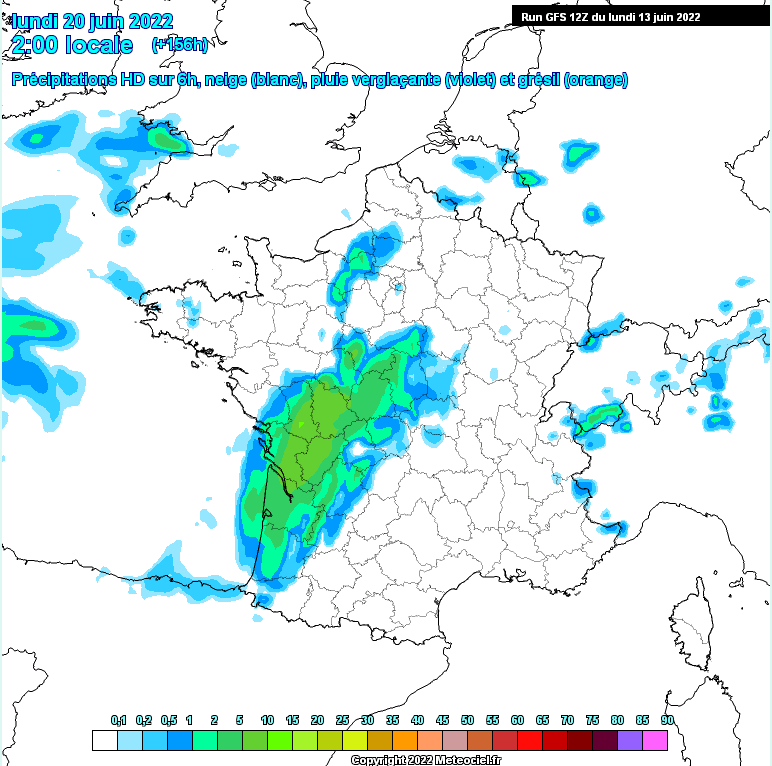 lundi 20 juin 2022
Run GFS 12Z du lundi 13 juin 2022
2:00 locale (+156h)
Précipitations HD sur 6h, neige (blanc), pluie verglaçante (violet) et grésil (orange)
0,1 0,2 0,5 1 2 5 10 15 20 25 30 35 40 45 50 55 60 65 70 75 80 85 90
Copyright 2022 Meteociel.fr